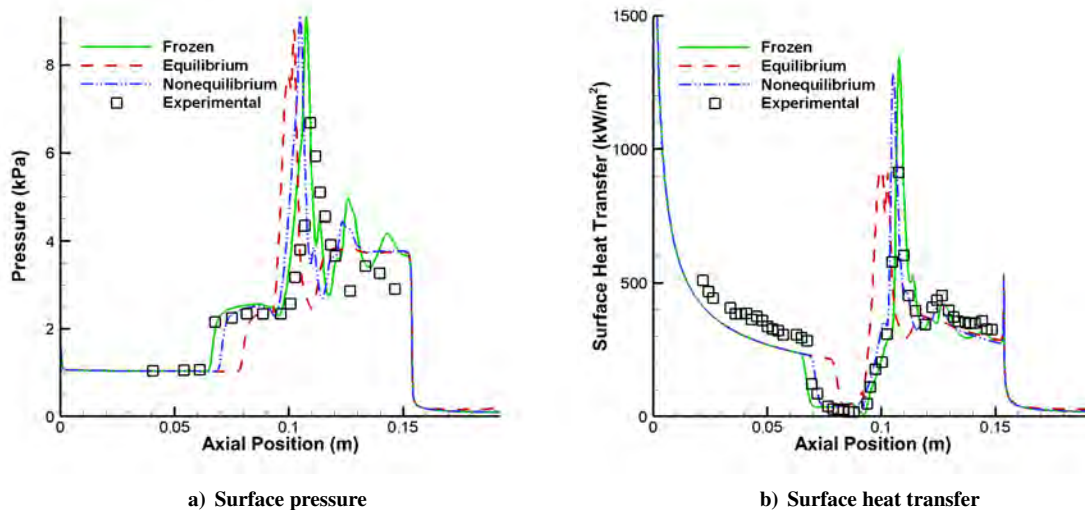 Frozen
Equilibrium
Nonequilibrium
Experimental
Pressure (kPa)
8
6
4
2
0
0
0.05
0.1
0.15
Axial Position (m)
a) Surface pressure
Frozen
Equilibrium
Nonequilibrium
Experimental
Surface Heat Transfer (kW/m²)
1500
1000
500
0
0
0.05
0.1
0.15
Axial Position (m)
b) Surface heat transfer